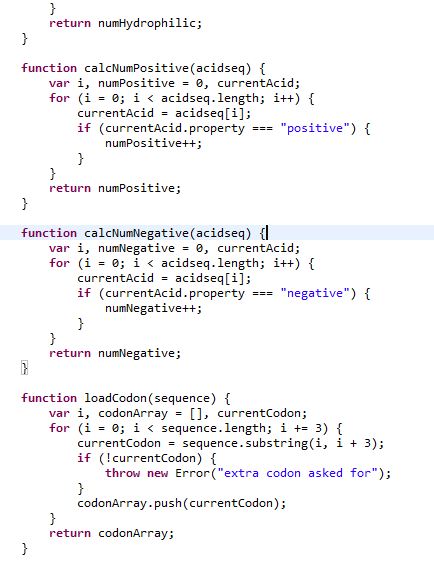 }
    return numHydrophilic;
}

function calcNumPositive(acidseq) {
    var i, numPositive = 0, currentAcid;
    for (i = 0; i < acidseq.length; i++) {
        currentAcid = acidseq[i];
        if (currentAcid.property === "positive") {
            numPositive++;
        }
    }
    return numPositive;
}

function calcNumNegative(acidseq) {
    var i, numNegative = 0, currentAcid;
    for (i = 0; i < acidseq.length; i++) {
        currentAcid = acidseq[i];
        if (currentAcid.property === "negative") {
            numNegative++;
        }
    }
    return numNegative;
}

function loadCodon(sequence) {
    var i, codonArray = [], currentCodon;
    for (i = 0; i < sequence.length; i += 3) {
        currentCodon = sequence.substring(i, i + 3);
        if (!currentCodon) {
            throw new Error("extra codon asked for");
        }
        codonArray.push(currentCodon);
    }
    return codonArray;
}